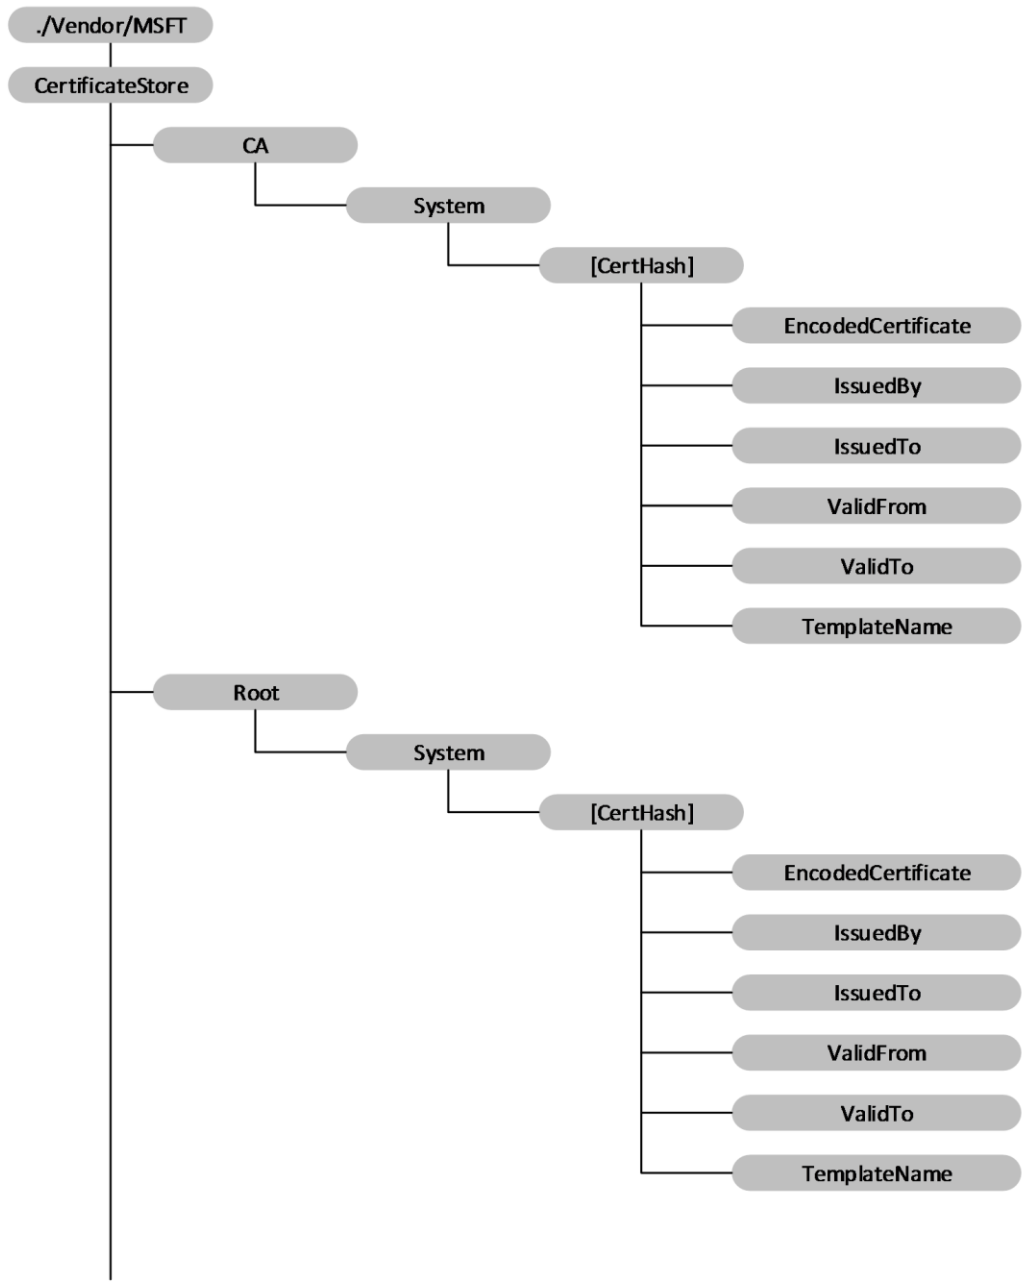 ./Vendor/MSFT
CertificateStore
CA
System
[CertHash]
EncodedCertificate
IssuedBy
IssuedTo
ValidFrom
ValidTo
TemplateName
Root
System
[CertHash]
EncodedCertificate
IssuedBy
IssuedTo
ValidFrom
ValidTo
TemplateName